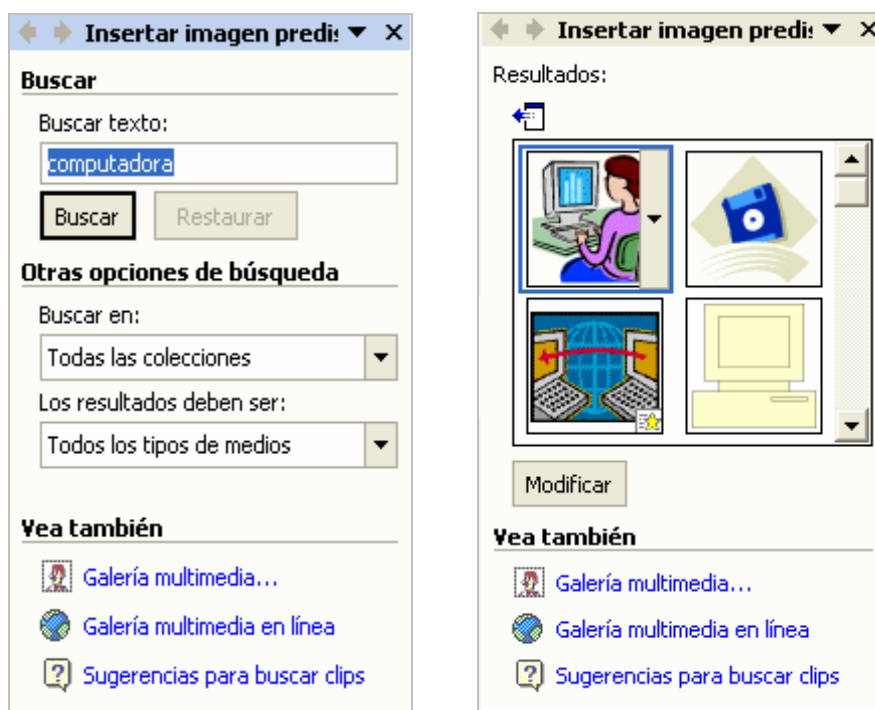 Insertar imagen predis
Buscar
Buscar texto:
computadora
Buscar
Restaurar
Otras opciones de búsqueda
Buscar en:
Todas las colecciones
Los resultados deben ser:
Todos los tipos de medios
Vea también
Galería multimedia...
Galería multimedia en línea
Sugerencias para buscar clips
Insertar imagen predis
Resultados:
Modificar
Vea también
Galería multimedia...
Galería multimedia en línea
Sugerencias para buscar clips